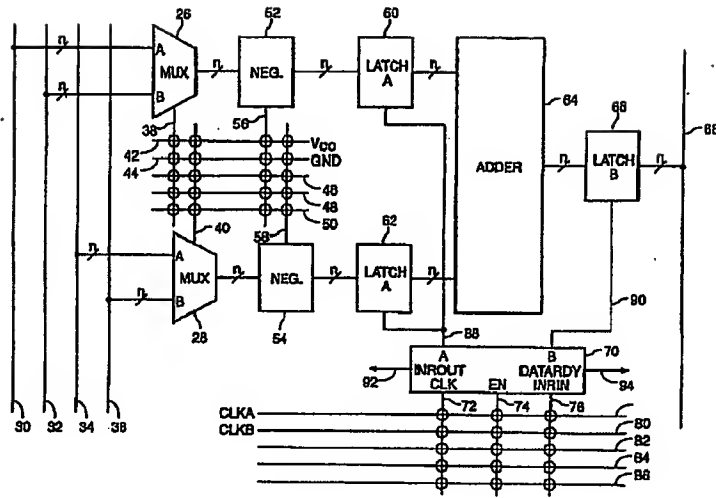 26
52
60
n
A
MUX
B
n
n
NEG.
n
LATCH
A
n
64
68
66
38
56
42
VCC
44
GND
46
48
50
ADDER
n
LATCH
B
n
40
58
62
n
A
MUX
B
n
n
NEG.
n
LATCH
A
n
28
54
88
90
A
B
70
INROUT
DATARDY
CLK
EN
INRIN
92
94
72
74
76
CLKA
CLKB
80
82
84
86
30
32
34
36